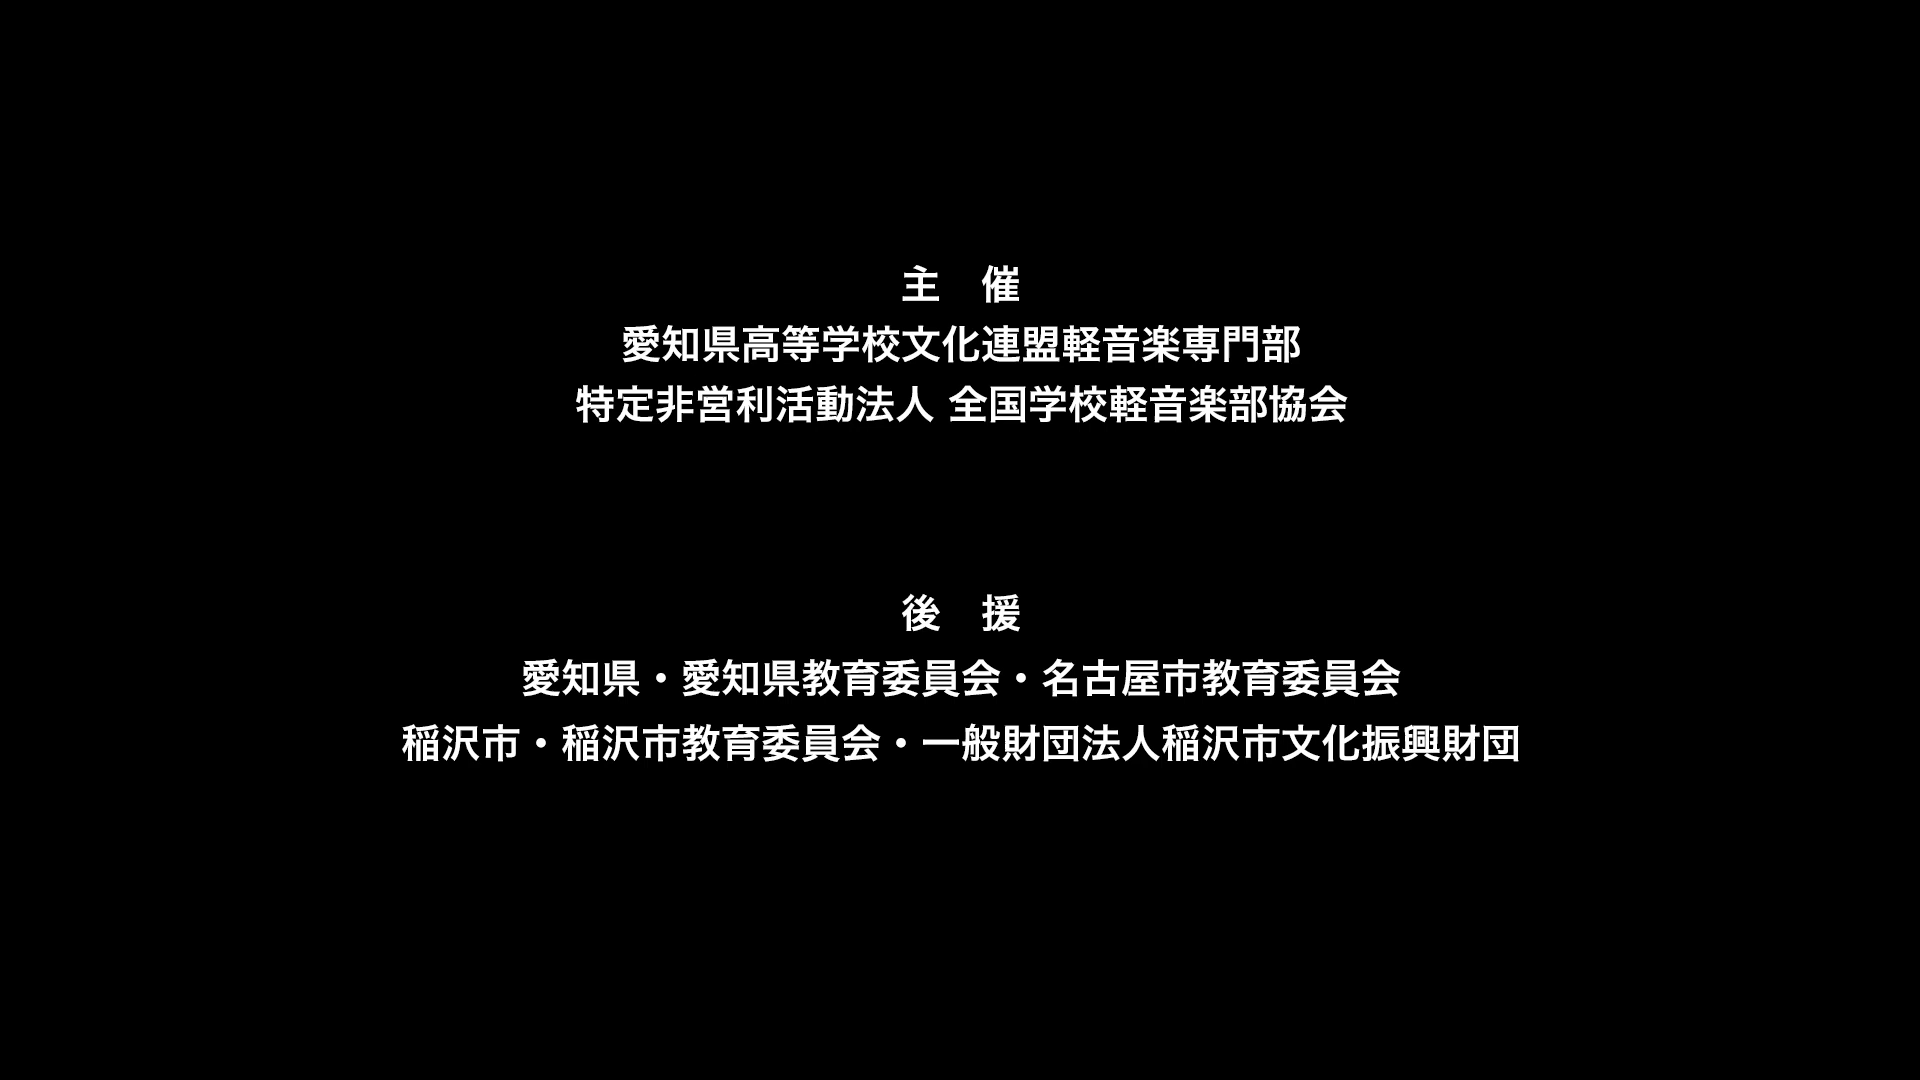 主　催
愛知県高等学校文化連盟軽音楽専門部
特定非営利活動法人 全国学校軽音楽部協会
後　援
愛知県・愛知県教育委員会・名古屋市教育委員会
稲沢市・稲沢市教育委員会・一般財団法人稲沢市文化振興財団